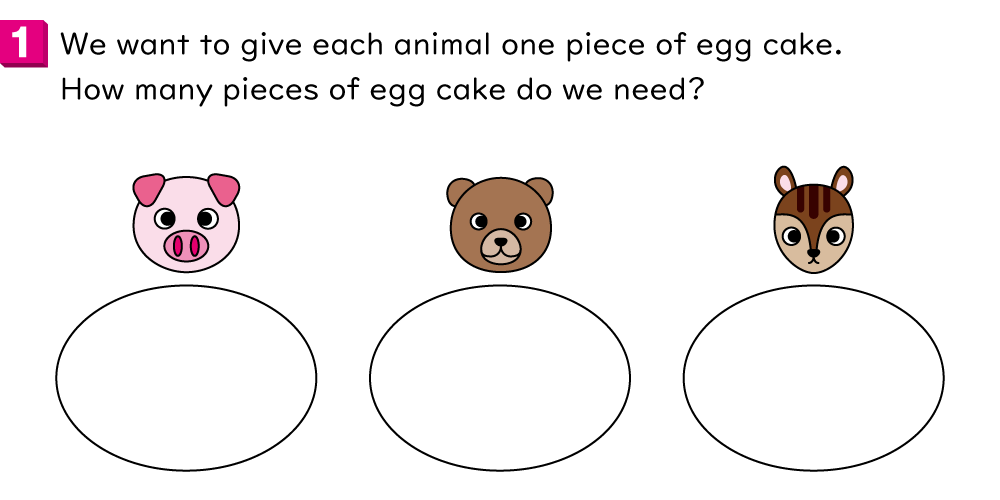 1 We want to give each animal one piece of egg cake.
How many pieces of egg cake do we need?